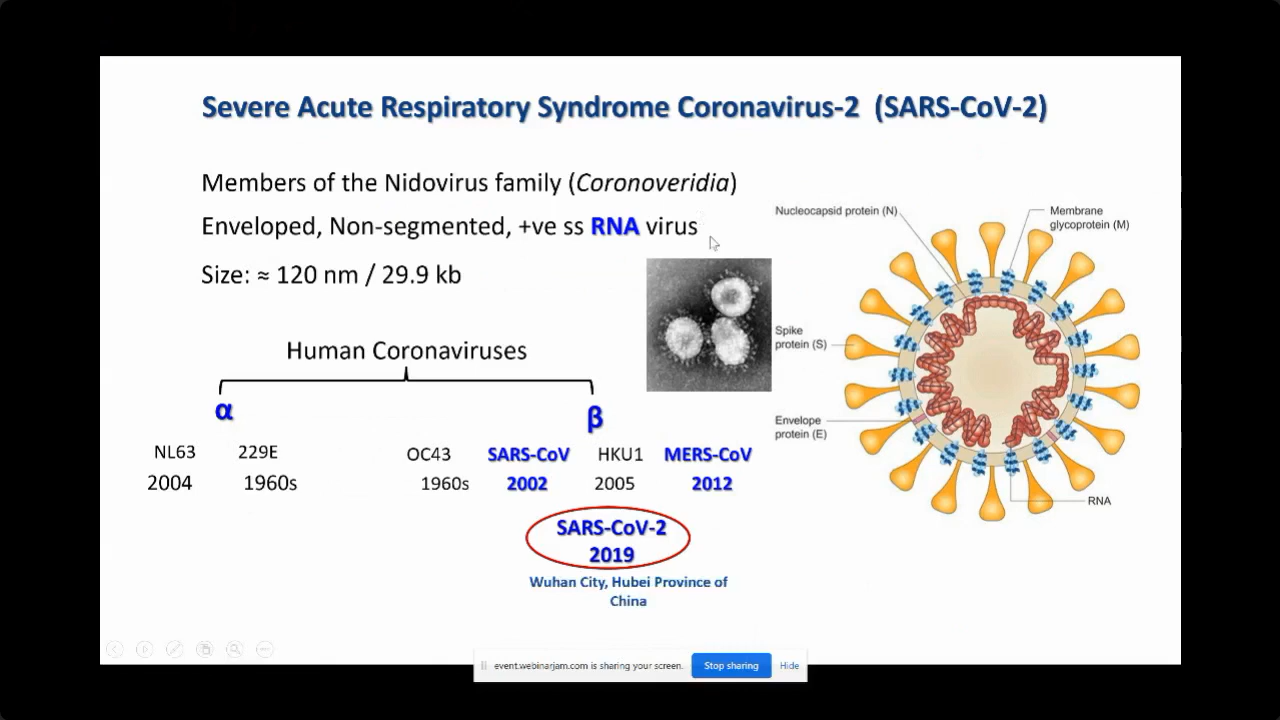 Severe Acute Respiratory Syndrome Coronavirus-2 (SARS-CoV-2)
Members of the Nidovirus family (Coronoveridia)
Enveloped, Non-segmented, +ve ss RNA virus
Size: ≈ 120 nm / 29.9 kb
Human Coronaviruses
α
β
NL63 229E OC43 SARS-CoV HKU1 MERS-CoV
2004 1960s 1960s 2002 2005 2012
SARS-CoV-2
2019
Wuhan City, Hubei Province of
China
Nucleocapsid protein (N)
Membrane
glycoprotein (M)
Spike
protein (S)
Envelope
protein (E)
RNA
event.webinarjam.com is sharing your screen. Stop sharing Hide